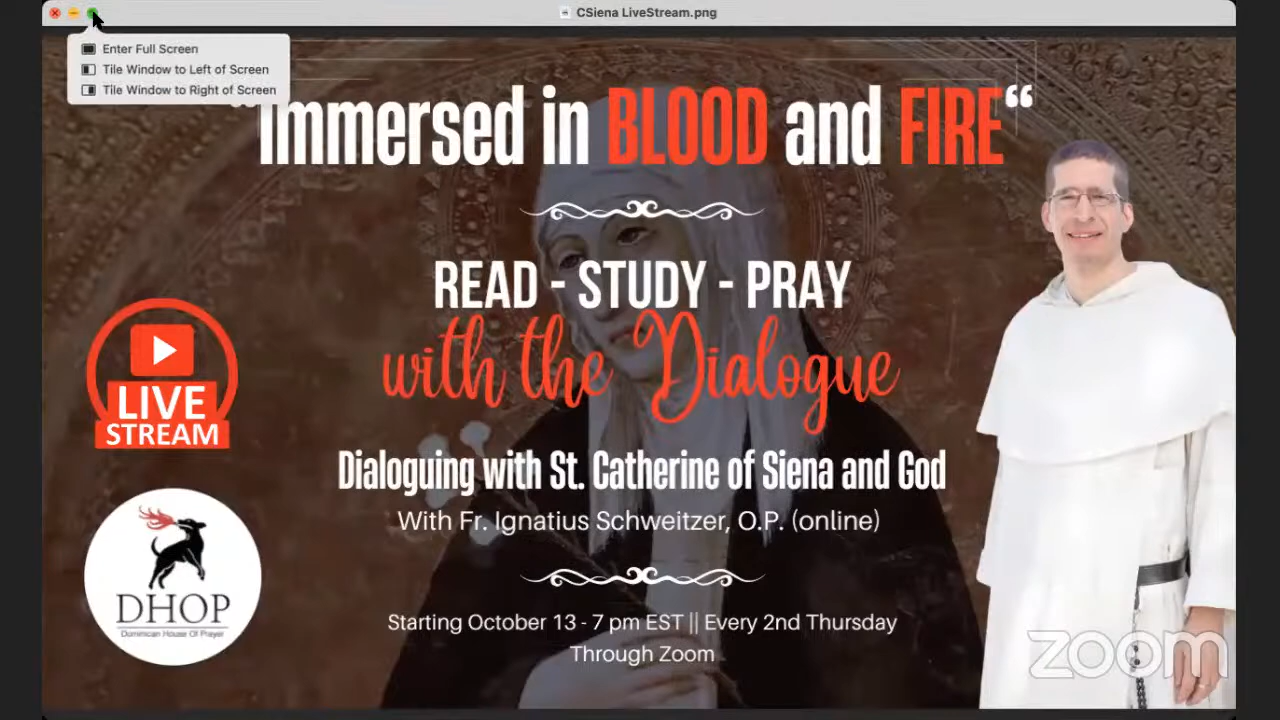 CSiena LiveStream.png
Enter Full Screen
Tile Window to Left of Screen
Tile Window to Right of Screen
"Immersed in BLOOD and FIRE“
READ - STUDY - PRAY
with the Dialogue
LIVE
STREAM
Dialoguing with St. Catherine of Siena and God
With Fr. Ignatius Schweitzer, O.P. (online)
DHOP
Dominican House Of Prayer
Starting October 13 - 7 pm EST || Every 2nd Thursday
Through Zoom
zoom